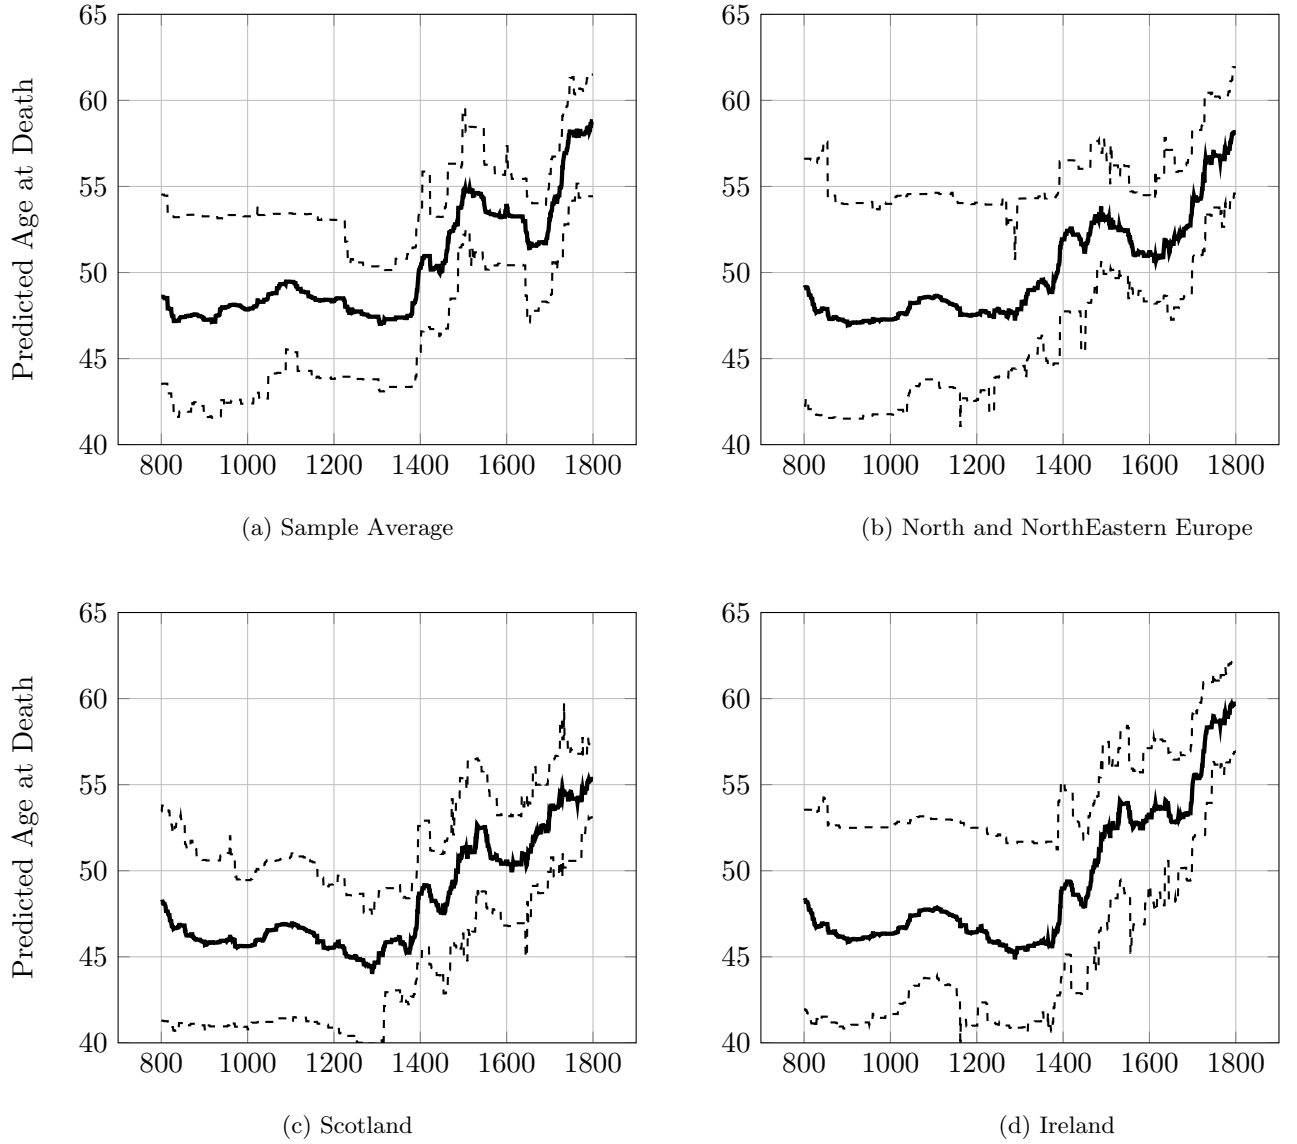 65
60
55
50
45
40
Predicted Age at Death
800 1000 1200 1400 1600 1800
(a) Sample Average
65
60
55
50
45
40
800 1000 1200 1400 1600 1800
(b) North and NorthEastern Europe
65
60
55
50
45
40
Predicted Age at Death
800 1000 1200 1400 1600 1800
(c) Scotland
65
60
55
50
45
40
800 1000 1200 1400 1600 1800
(d) Ireland